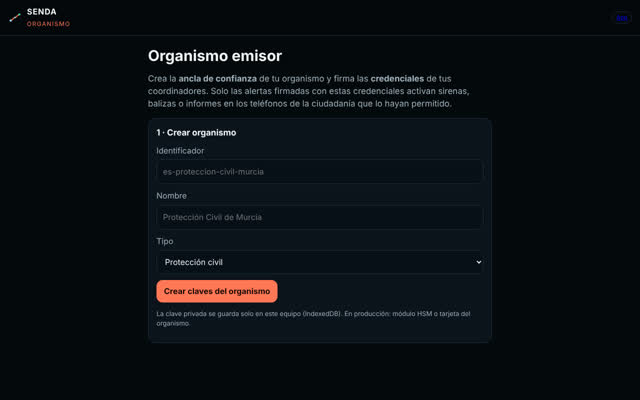 SENDA
ORGANISMO
Organismo emisor
Crea la ancla de confianza de tu organismo y firma las credenciales de tus
coordinadores. Solo las alertas firmadas con estas credenciales activan sirenas,
balizas o informes en los teléfonos de la ciudadanía que lo hayan permitido.
1 · Crear organismo
Identificador
es-proteccion-civil-murcia
Nombre
Protección Civil de Murcia
Tipo
Protección civil
Crear claves del organismo
La clave privada se guarda solo en este equipo (IndexedDB). En producción: módulo HSM o tarjeta del
organismo.